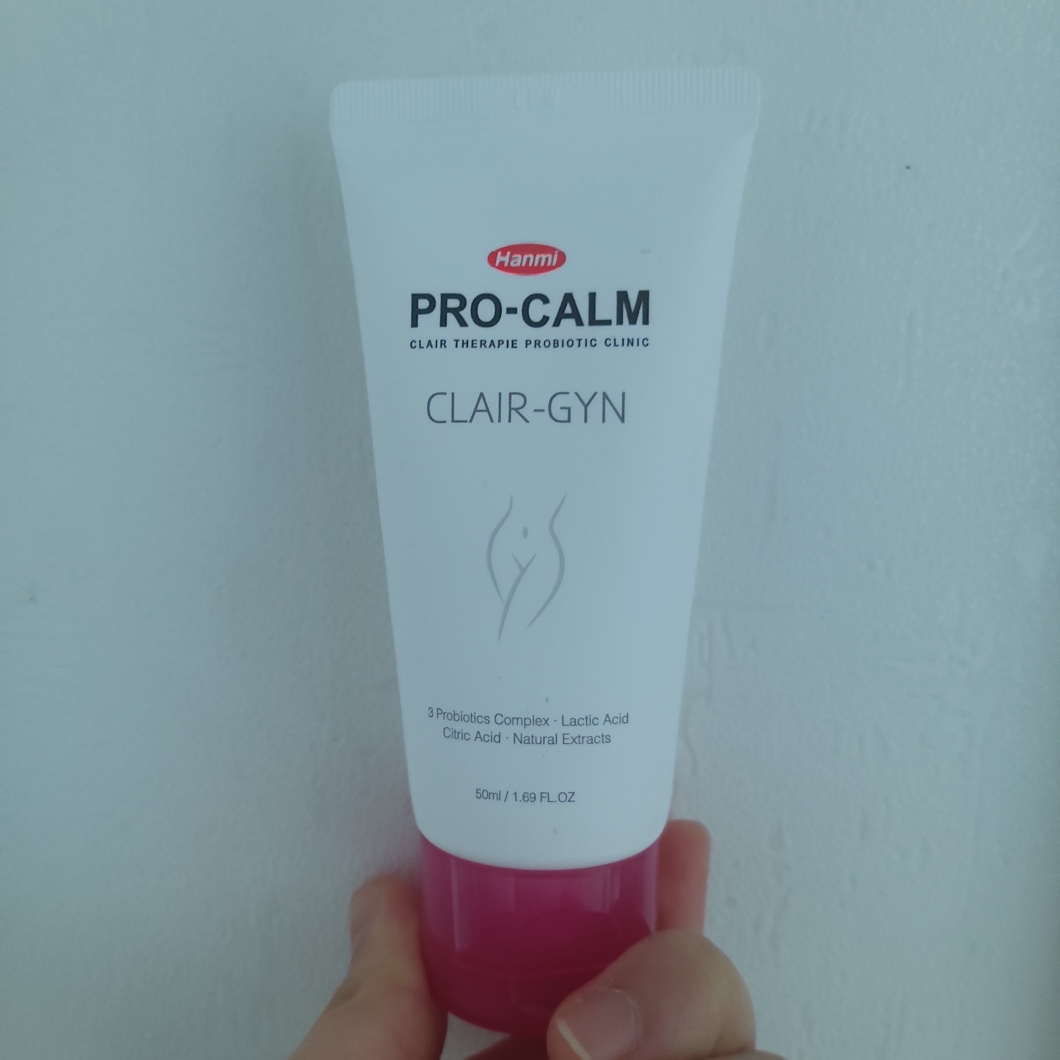 Hanmi
PRO-CALM
CLAIR THERAPIE PROBIOTIC CLINIC
CLAIR-GYN
3 Probiotics Complex · Lactic Acid
Citric Acid · Natural Extracts
50ml / 1.69 FL.OZ